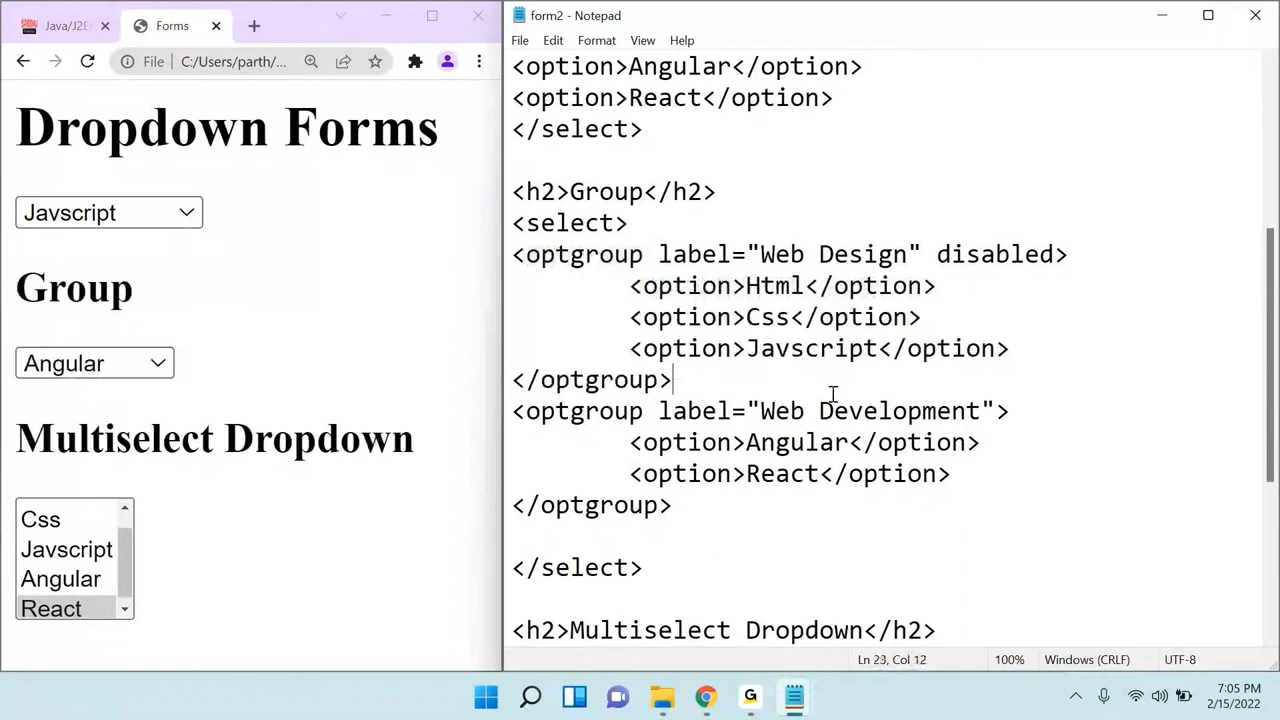 Java/J2E
Forms
File
C:/Users/parth/...
Dropdown Forms
Javscript
Group
Angular
Multiselect Dropdown
Css
Javscript
Angular
React
form2 - Notepad
File Edit Format View Help
<option>Angular</option>
<option>React</option>
</select>
<h2>Group</h2>
<select>
<optgroup label="Web Design" disabled>
<option>Html</option>
<option>Css</option>
<option>Javscript</option>
</optgroup>
<optgroup label="Web Development">
<option>Angular</option>
<option>React</option>
</optgroup>
</select>
<h2>Multiselect Dropdown</h2>
Ln 23, Col 12 100% Windows (CRLF) UTF-8
G
7:05 PM
2/15/2022